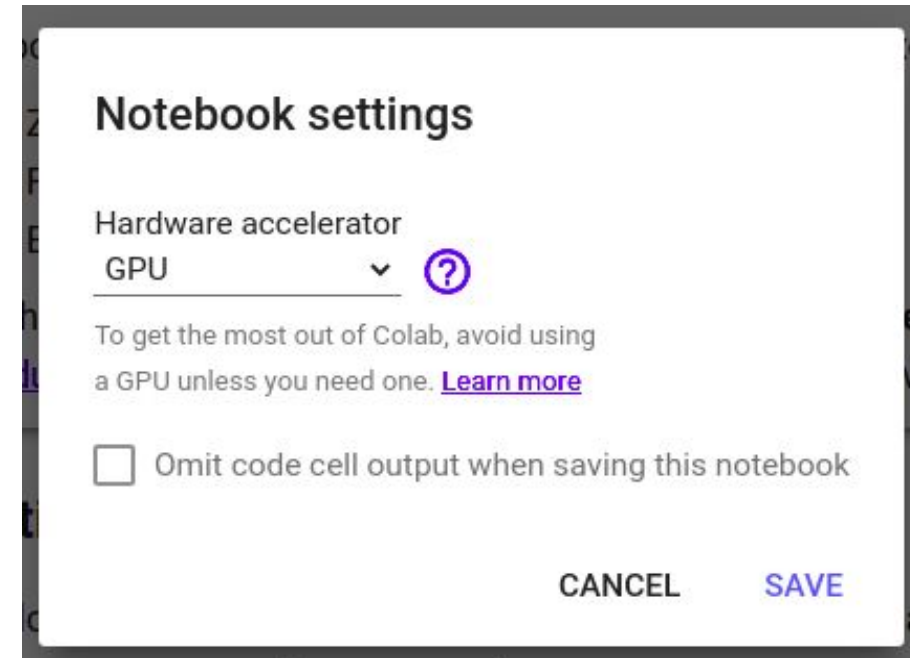 Notebook settings
Hardware accelerator
GPU
To get the most out of Colab, avoid using
a GPU unless you need one. Learn more
Omit code cell output when saving this notebook
CANCEL SAVE